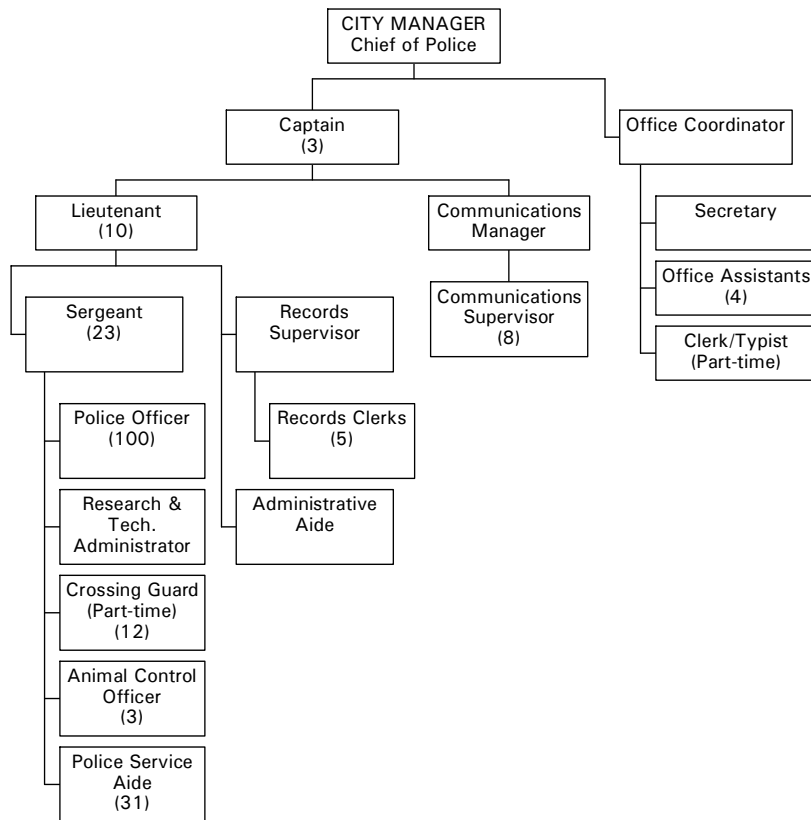 CITY MANAGER
Chief of Police
Captain
(3)
Office Coordinator
Lieutenant
(10)
Communications
Manager
Secretary
Office Assistants
(4)
Clerk/Typist
(Part-time)
Sergeant
(23)
Records
Supervisor
Communications
Supervisor
(8)
Police Officer
(100)
Records Clerks
(5)
Research &
Tech.
Administrator
Administrative
Aide
Crossing Guard
(Part-time)
(12)
Animal Control
Officer
(3)
Police Service
Aide
(31)